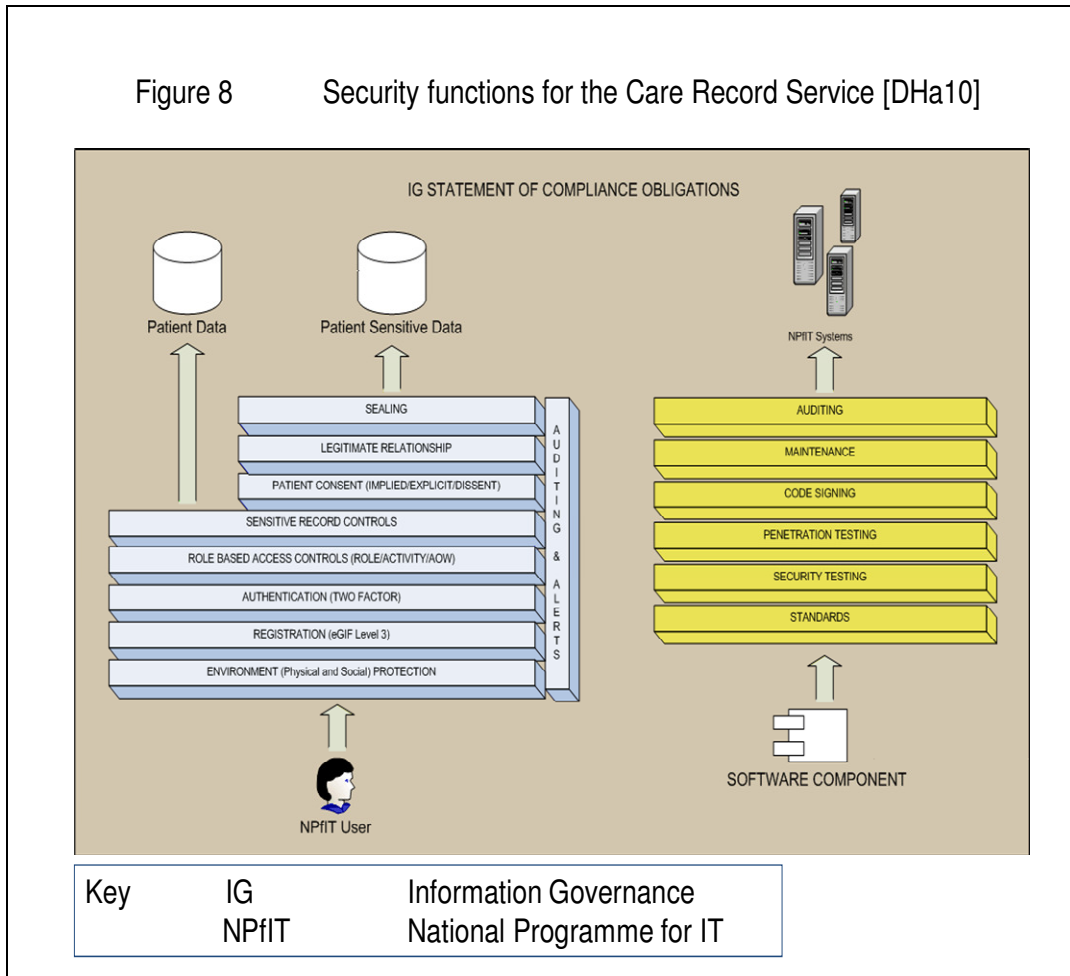 Figure 8 Security functions for the Care Record Service [DHa10]
IG STATEMENT OF COMPLIANCE OBLIGATIONS
Patient Data
Patient Sensitive Data
NPfIT Systems
SEALING
LEGITIMATE RELATIONSHIP
PATIENT CONSENT (IMPLIED/EXPLICIT/DISSENT)
SENSITIVE RECORD CONTROLS
ROLE BASED ACCESS CONTROLS (ROLE/ACTIVITY/AOW)
AUTHENTICATION (TWO FACTOR)
REGISTRATION (eGIF Level 3)
ENVIRONMENT (Physical and Social) PROTECTION
AUDITING & ALERTS
NPfIT User
AUDITING
MAINTENANCE
CODE SIGNING
PENETRATION TESTING
SECURITY TESTING
STANDARDS
SOFTWARE COMPONENT
Key IG Information Governance
NPfIT National Programme for IT